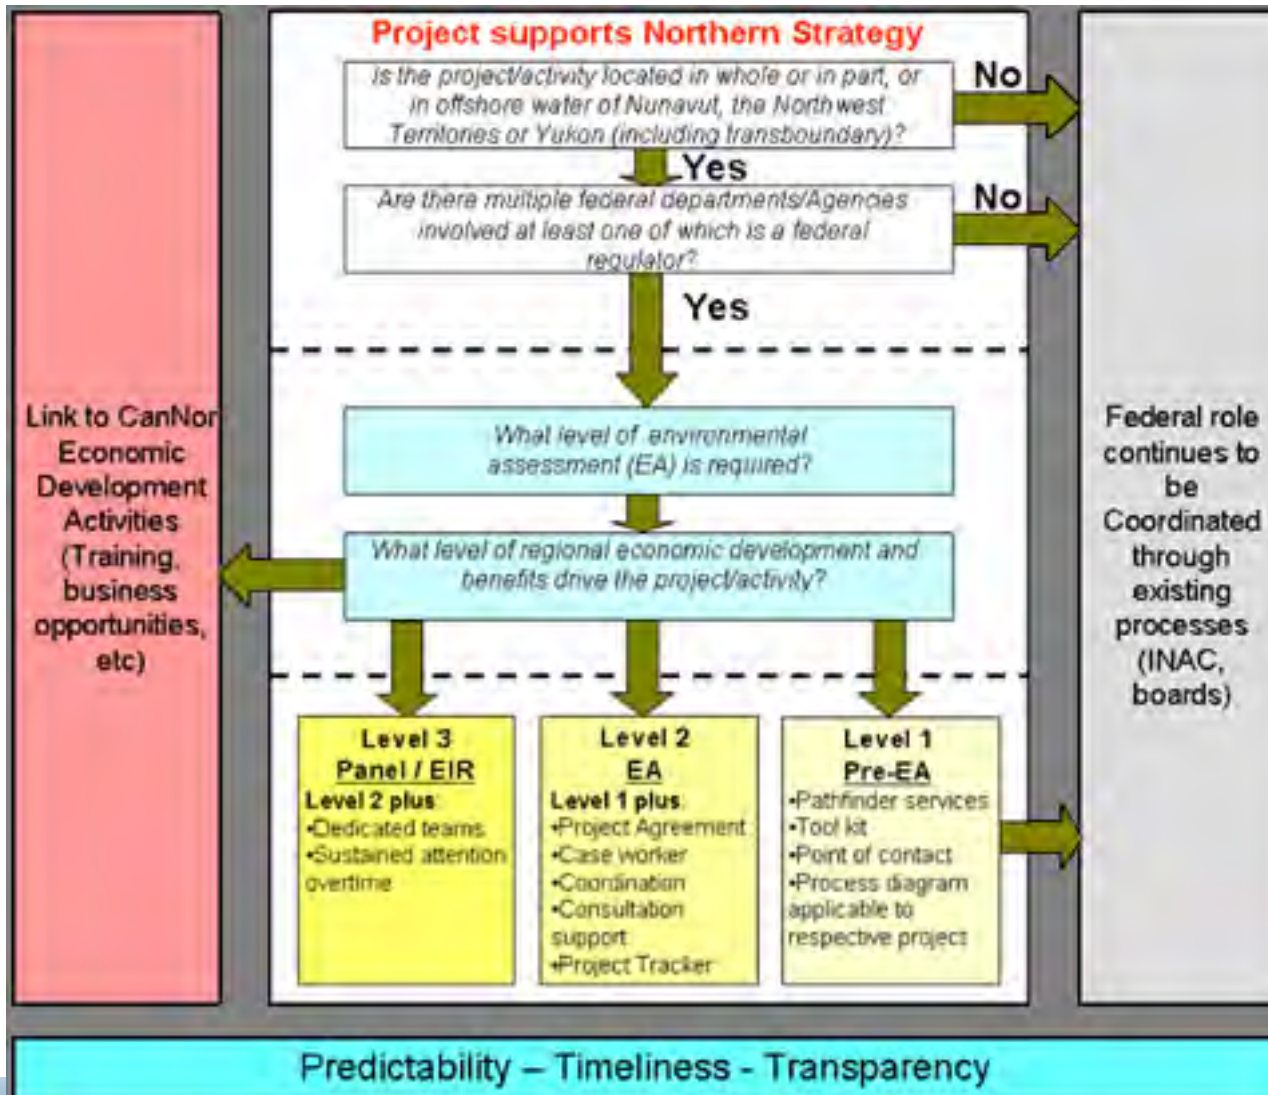 Project supports Northern Strategy
Is the project/activity located in whole or in part, or
in offshore water of Nunavut, the Northwest
Territories or Yukon (including transboundary)?
No
Yes
Are there multiple federal departments/Agencies
involved at least one of which is a federal
regulator?
No
Yes
What level of environmental
assessment (EA) is required?
What level of regional economic development and
benefits drive the project/activity?
Link to CanNor
Economic
Development
Activities
(Training,
business
opportunities,
etc)
Federal role
continues to
be
Coordinated
through
existing
processes
(INAC,
boards)
Level 3
Panel / EIR
Level 2 plus:
•Dedicated teams
•Sustained attention
overtime
Level 2
EA
Level 1 plus:
•Project Agreement
•Case worker
•Coordination
•Consultation
support
•Project Tracker
Level 1
Pre-EA
•Pathfinder services
•Tool kit
•Point of contact
•Process diagram
applicable to
respective project
Predictability – Timeliness - Transparency